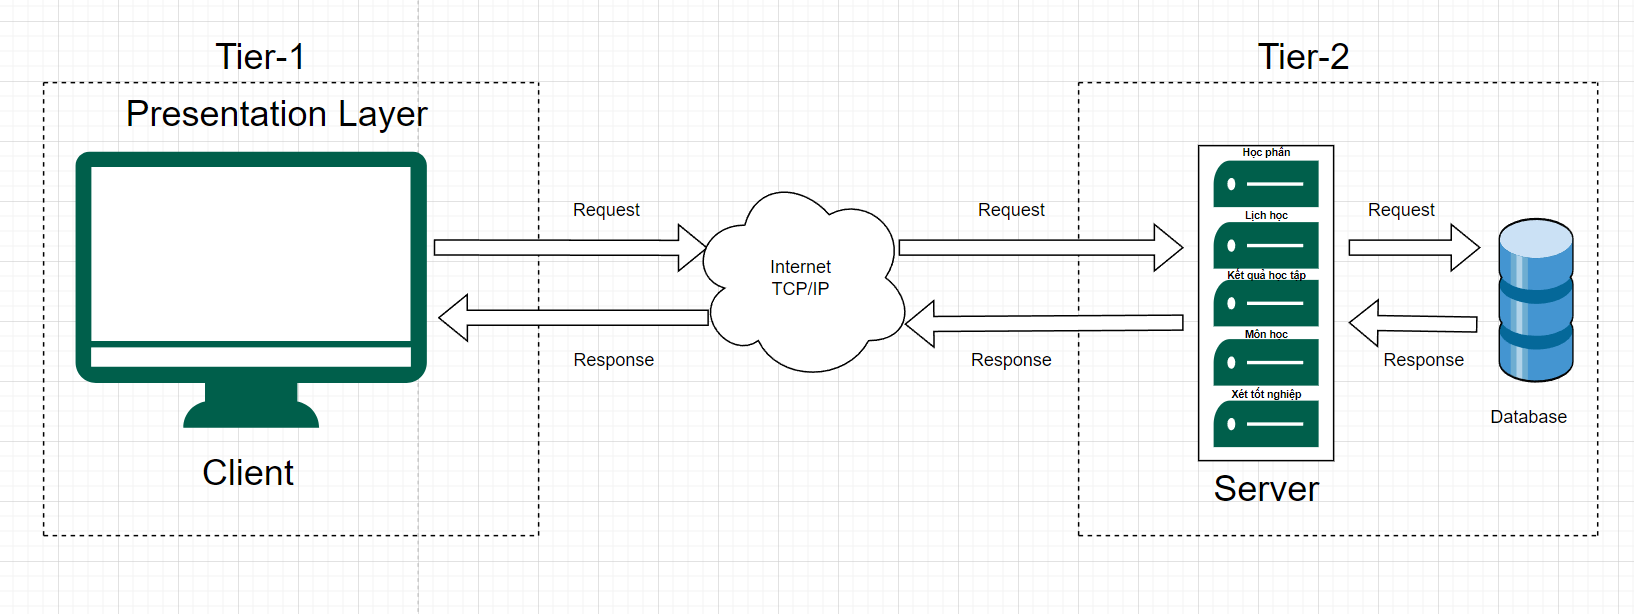 Tier-1
Presentation Layer
Client
Request
Response
Internet
TCP/IP
Request
Response
Tier-2
Học phần
Lịch học
Kết quả học tập
Môn học
Xét tốt nghiệp
Server
Request
Response
Database